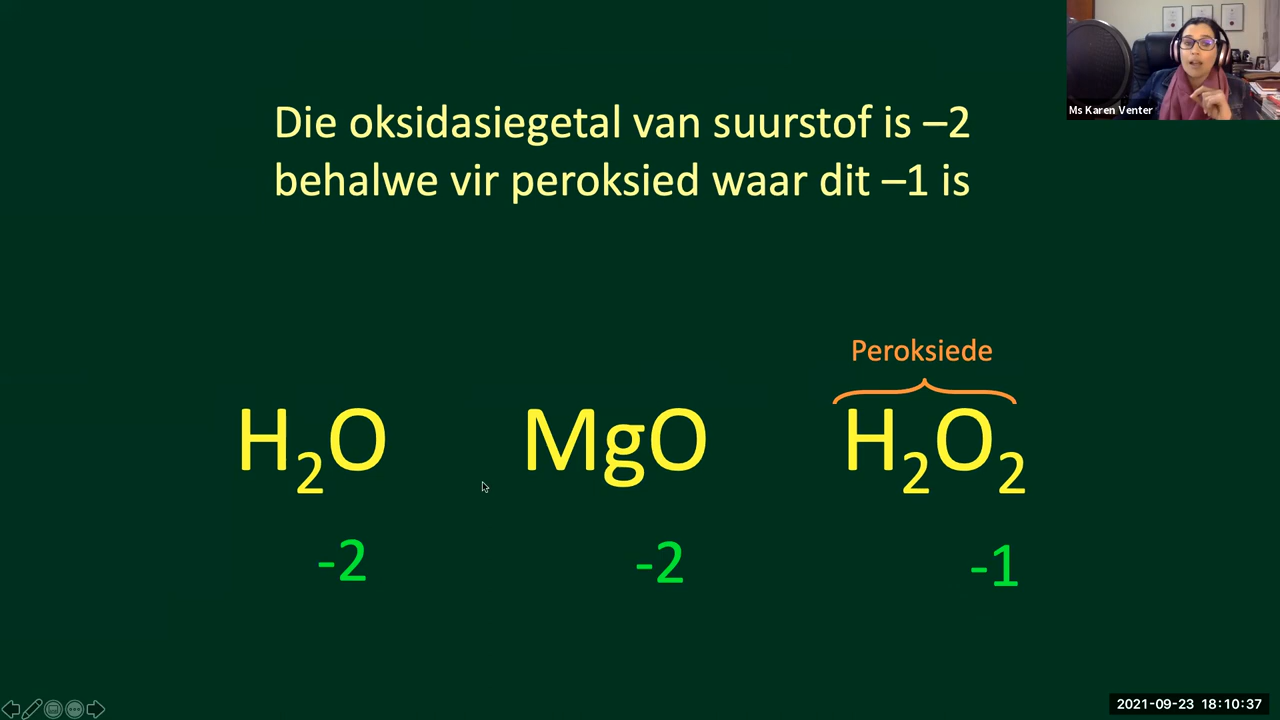 Die oksidasiegetal van suurstof is –2
behalwe vir peroksied waar dit –1 is
Ms Karen Venter
Peroksiede
H₂O MgO H₂O₂
-2 -2 -1
2021-09-23 18:10:37